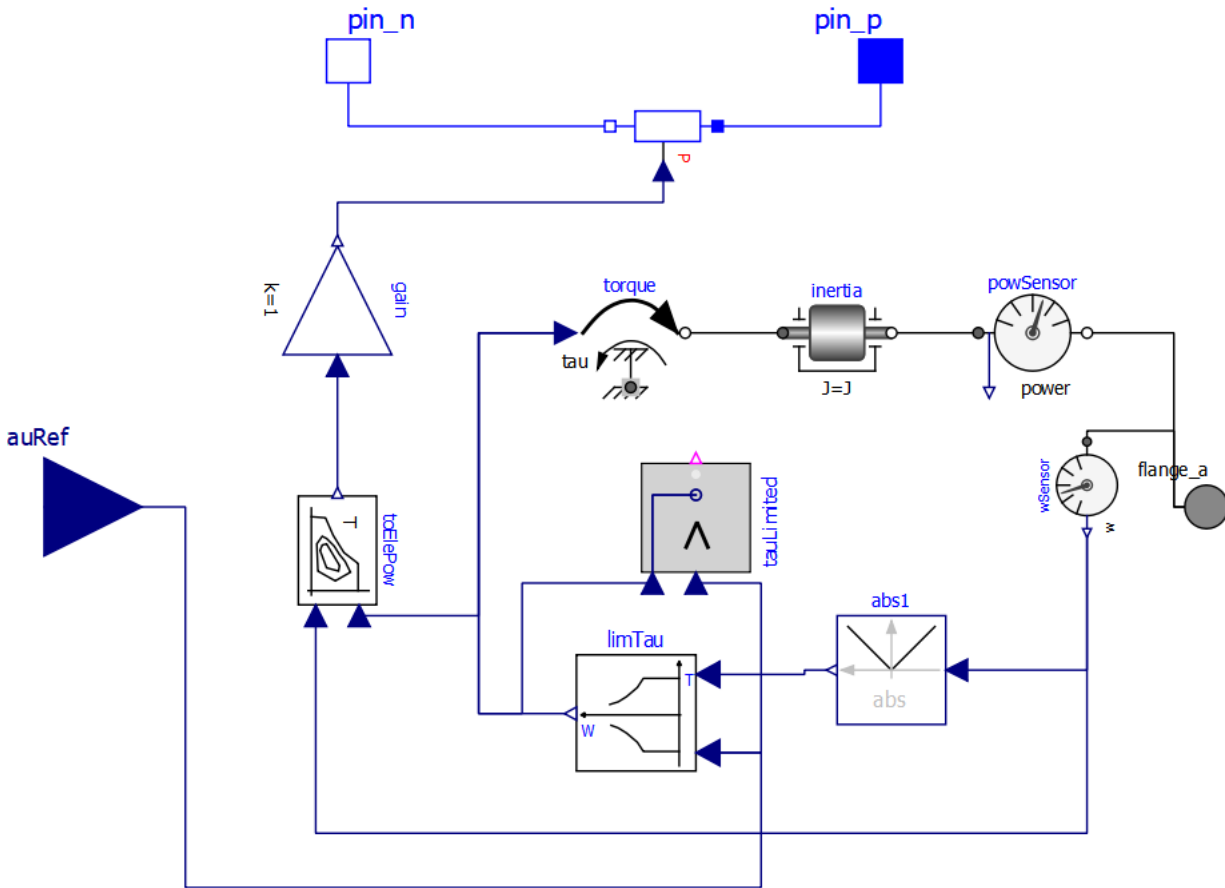 pin_n
pin_p
P
k=1
gain
torque
inertia
powSensor
tau
J=J
power
auRef
T
toElePow
tauLimited
wSensor
flange_a
w
abs1
limTau
T
W
abs